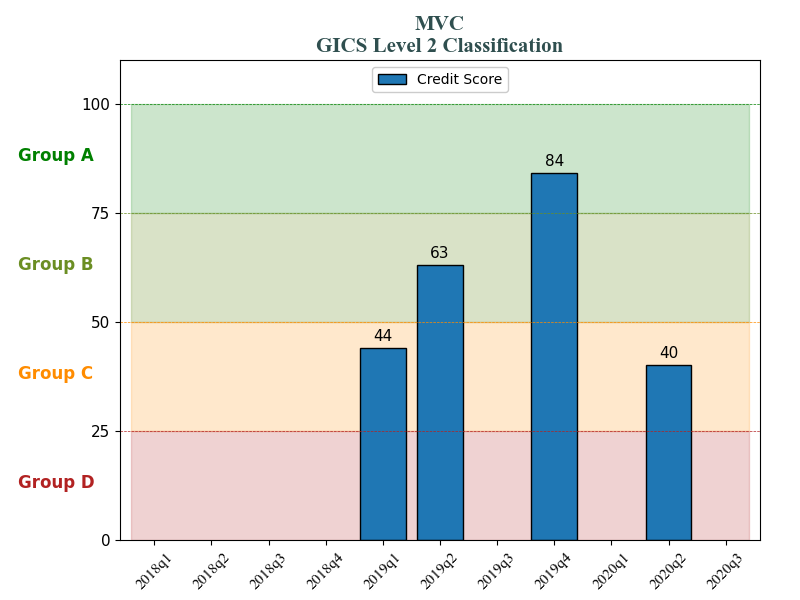 MVC
GICS Level 2 Classification
Credit Score
100
Group A
84
75
Group B
63
50
44
40
Group C
25
Group D
0
2018q1 2018q2 2018q3 2018q4 2019q1 2019q2 2019q3 2019q4 2020q1 2020q2 2020q3